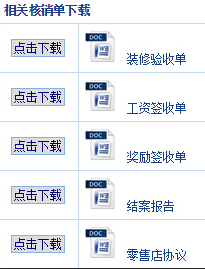 相关核销单下载
点击下载 DOC 装修验收单
点击下载 DOC 工资签收单
点击下载 DOC 奖励签收单
点击下载 DOC 结案报告
点击下载 DOC 零售店协议